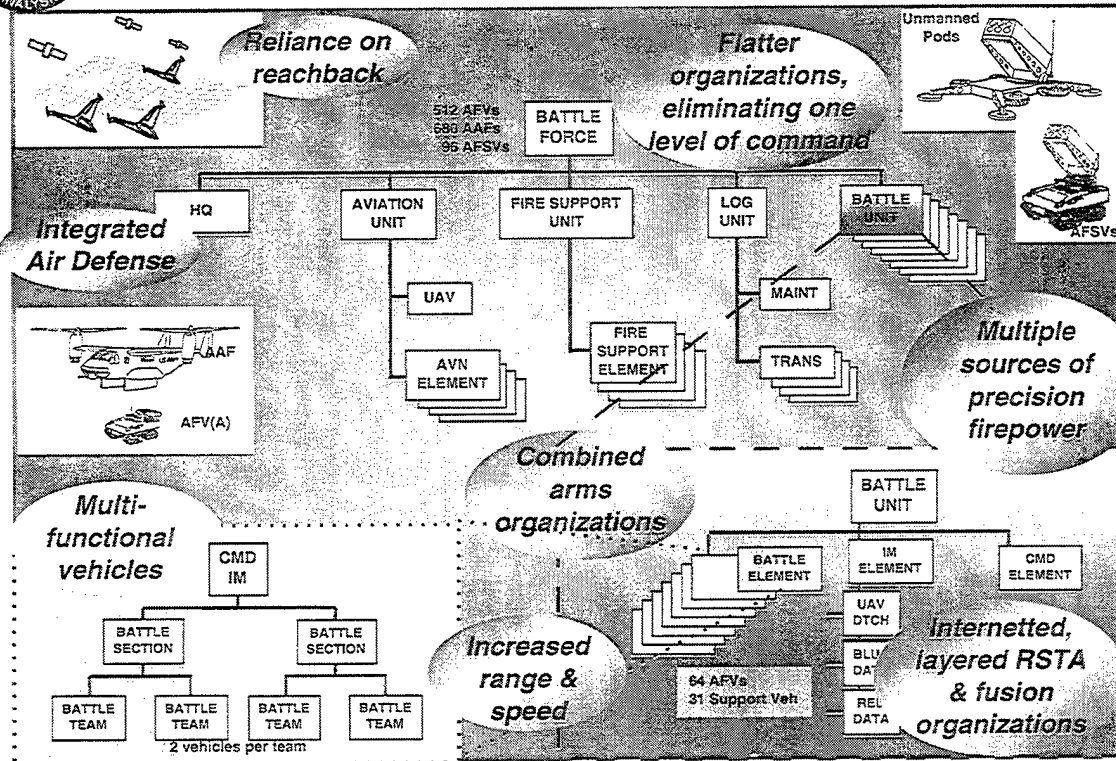 Reliance on
reachback
Flatter
organizations,
eliminating one
level of command
Unmanned
Pods
AFSVs
512 AFVs
680 AAFs
96 AFSVs
BATTLE
FORCE
HQ
AVIATION
UNIT
FIRE SUPPORT
UNIT
LOG
UNIT
BATTLE
UNIT
Integrated
Air Defense
UAV
AVN
ELEMENT
FIRE
SUPPORT
ELEMENT
MAINT
TRANS
AAF
AFV(A)
Multiple
sources of
precision
firepower
Combined
arms
organizations
Multi-
functional
vehicles
CMD
IM
BATTLE
SECTION
BATTLE
SECTION
BATTLE
TEAM
BATTLE
TEAM
BATTLE
TEAM
BATTLE
TEAM
2 vehicles per team
Increased
range &
speed
BATTLE
UNIT
BATTLE
ELEMENT
IM
ELEMENT
CMD
ELEMENT
UAV
DTCH
DATA
DATA
64 AFVs
31 Support Veh
Internetted,
layered RSTA
& fusion
organizations